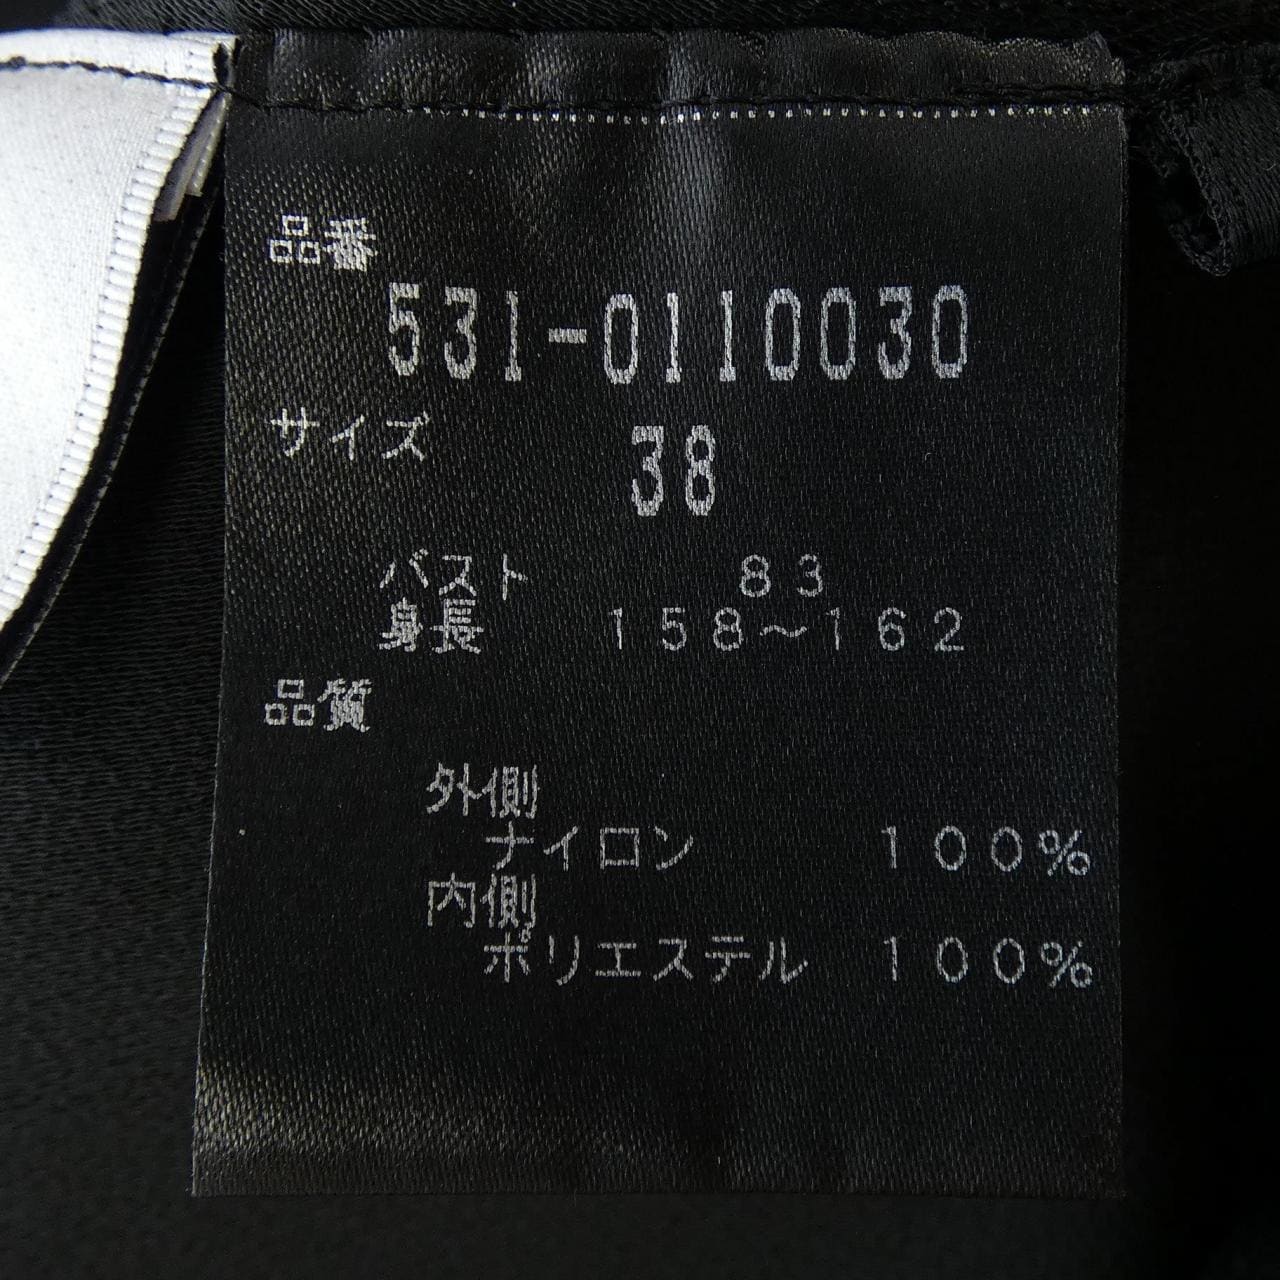 品番
531-0110030
サイズ 38
バスト 83
身長 158～162
品質
外側
ナイロン 100%
内側
ポリエステル 100%